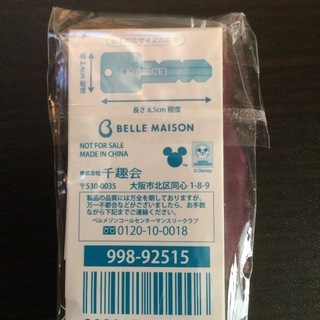 長さ 6.5cm 程度
BELLE MAISON
NOT FOR SALE
MADE IN CHINA
© Disney
株式会社 千趣会
〒530-0035 大阪市北区同心 1-8-9
製品の品質には万全を期しておりますが、
万一不都合などがございましたら、お手数
ながら下記までご連絡ください。
ベルメゾンコールセンターマンスリークラブ
0120-10-0018
998-92515